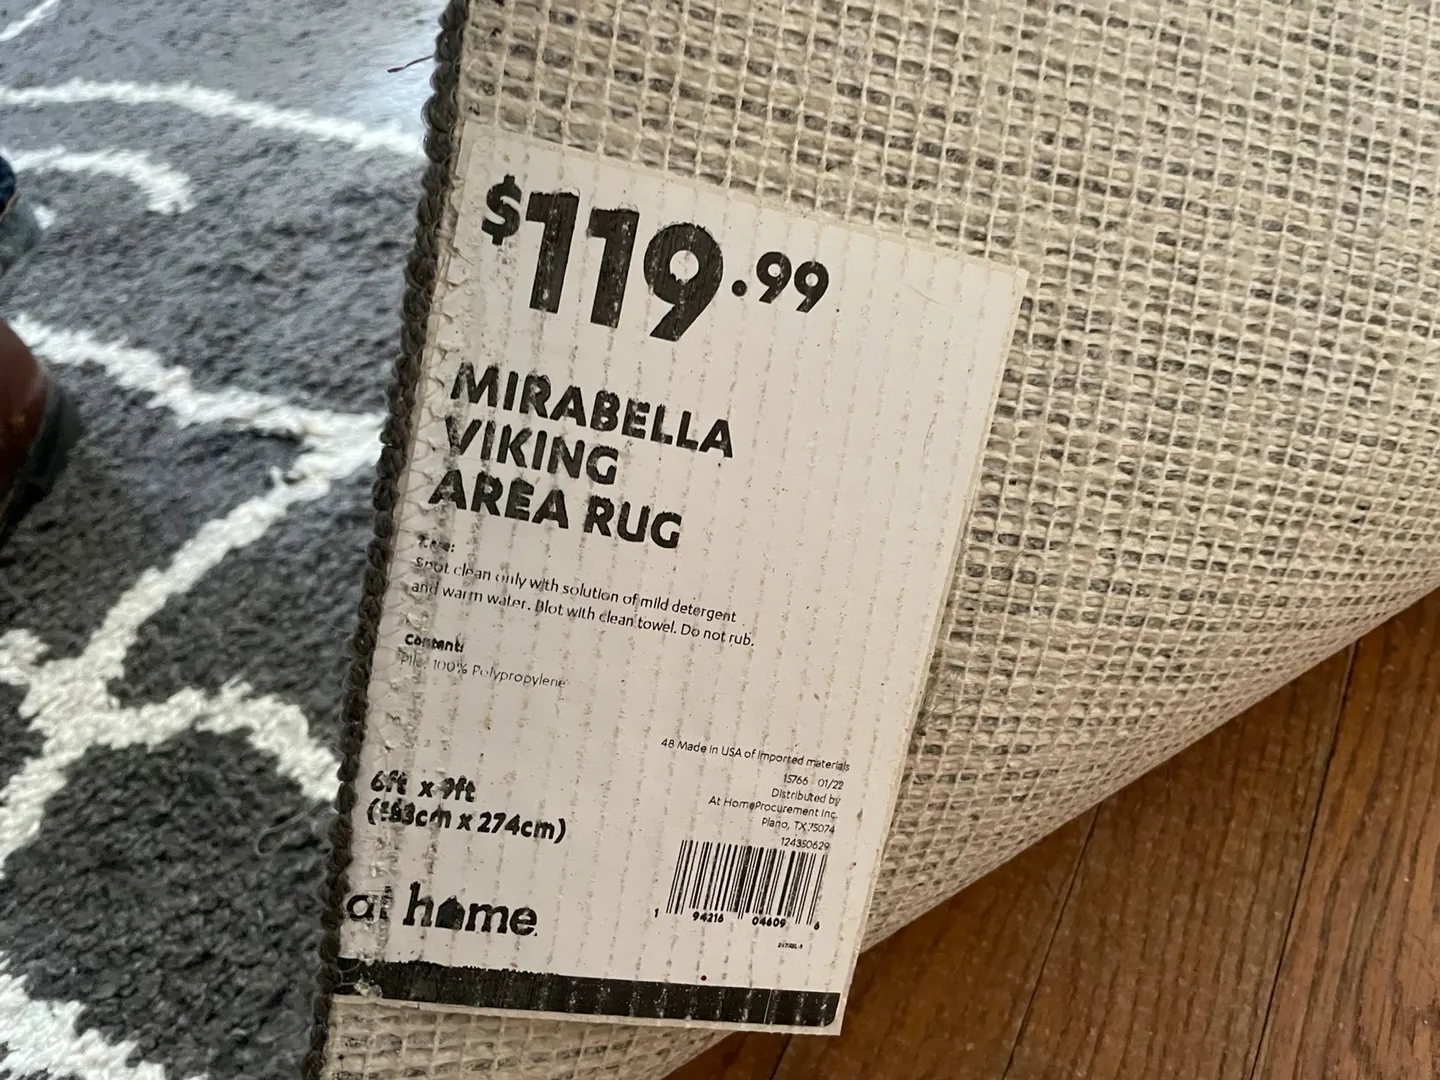 $119.99
MIRABELLA
VIKING
AREA RUG
Spot clean only with solution of mild detergent
and warm water. Blot with clean towel. Do not rub.
Content:
Pile: 100% Polypropylene
48 Made in USA of Imported materials
15766 01/22
Distributed by
At HomeProcurement Inc.
Plano, TX 75074
124350629
6ft x 9ft
(183cm x 274cm)
1 94216 04609 6
at home